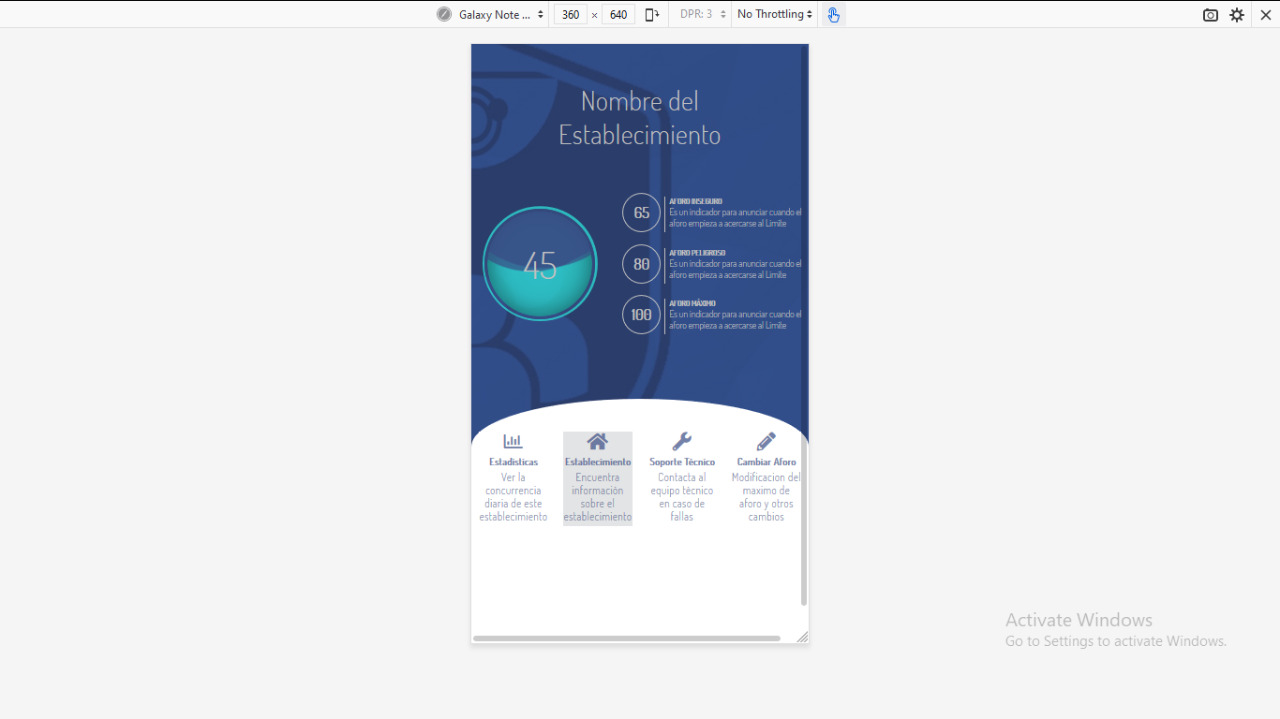 Galaxy Note ...
360
×
640
DPR: 3
No Throttling
Nombre del
Establecimiento
45
65
AFORO INSEGURO
Es un indicador para anunciar cuando el
aforo empieza a acercarse al Limite
80
AFORO PELIGROSO
Es un indicador para anunciar cuando el
aforo empieza a acercarse al Limite
100
AFORO MÁXIMO
Es un indicador para anunciar cuando el
aforo empieza a acercarse al Limite
Estadísticas
Ver la
concurrencia
diaria de este
establecimiento
Establecimiento
Encuentra
información
sobre el
establecimiento
Soporte Técnico
Contacta al
equipo técnico
en caso de
fallas
Cambiar Aforo
Modificacion del
maximo de
aforo y otros
cambios
Activate Windows
Go to Settings to activate Windows.